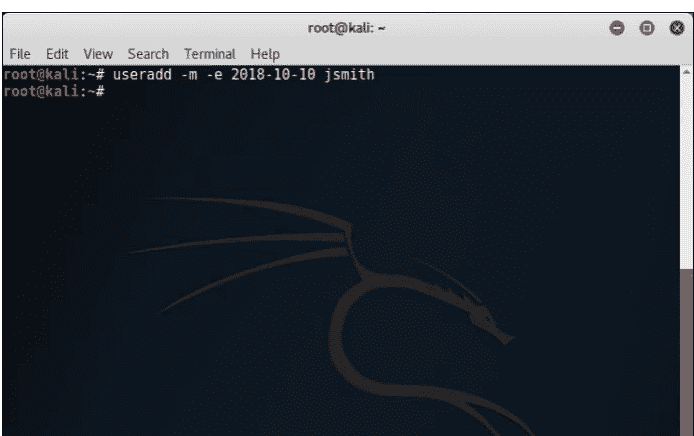 root@kali: ~
File Edit View Search Terminal Help
root@kali:~# useradd -m -e 2018-10-10 jsmith
root@kali:~#